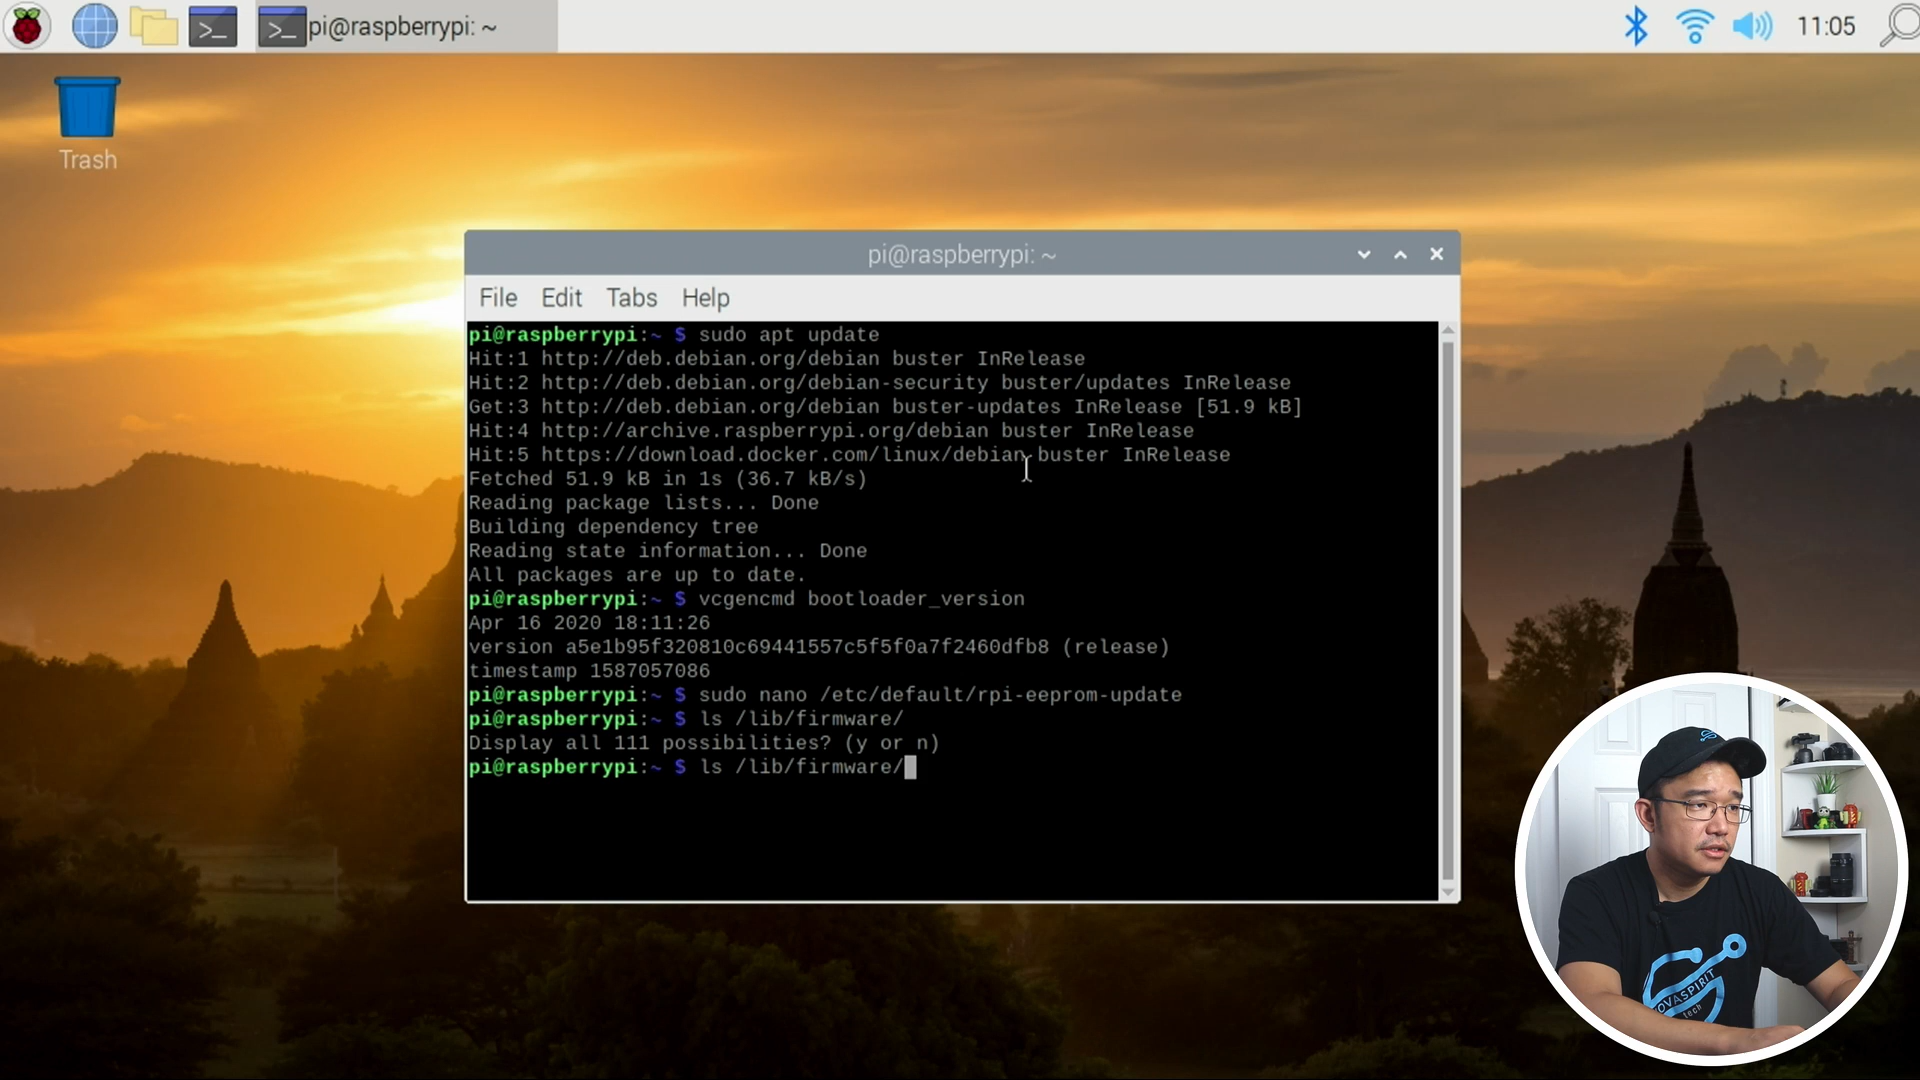 pi@raspberrypi: ~
11:05
Trash
pi@raspberrypi: ~
File Edit Tabs Help
pi@raspberrypi:~ $ sudo apt update
Hit:1 http://deb.debian.org/debian buster InRelease
Hit:2 http://deb.debian.org/debian-security buster/updates InRelease
Get:3 http://deb.debian.org/debian buster-updates InRelease [51.9 kB]
Hit:4 http://archive.raspberrypi.org/debian buster InRelease
Hit:5 https://download.docker.com/linux/debian buster InRelease
Fetched 51.9 kB in 1s (36.7 kB/s)
Reading package lists... Done
Building dependency tree
Reading state information... Done
All packages are up to date.
pi@raspberrypi:~ $ vcgencmd bootloader_version
Apr 16 2020 18:11:26
version a5e1b95f320810c69441557c5f5f0a7f2460dfb8 (release)
timestamp 1587057086
pi@raspberrypi:~ $ sudo nano /etc/default/rpi-eeprom-update
pi@raspberrypi:~ $ ls /lib/firmware/
Display all 111 possibilities? (y or n)
pi@raspberrypi:~ $ ls /lib/firmware/
OVASPIRIT
tech